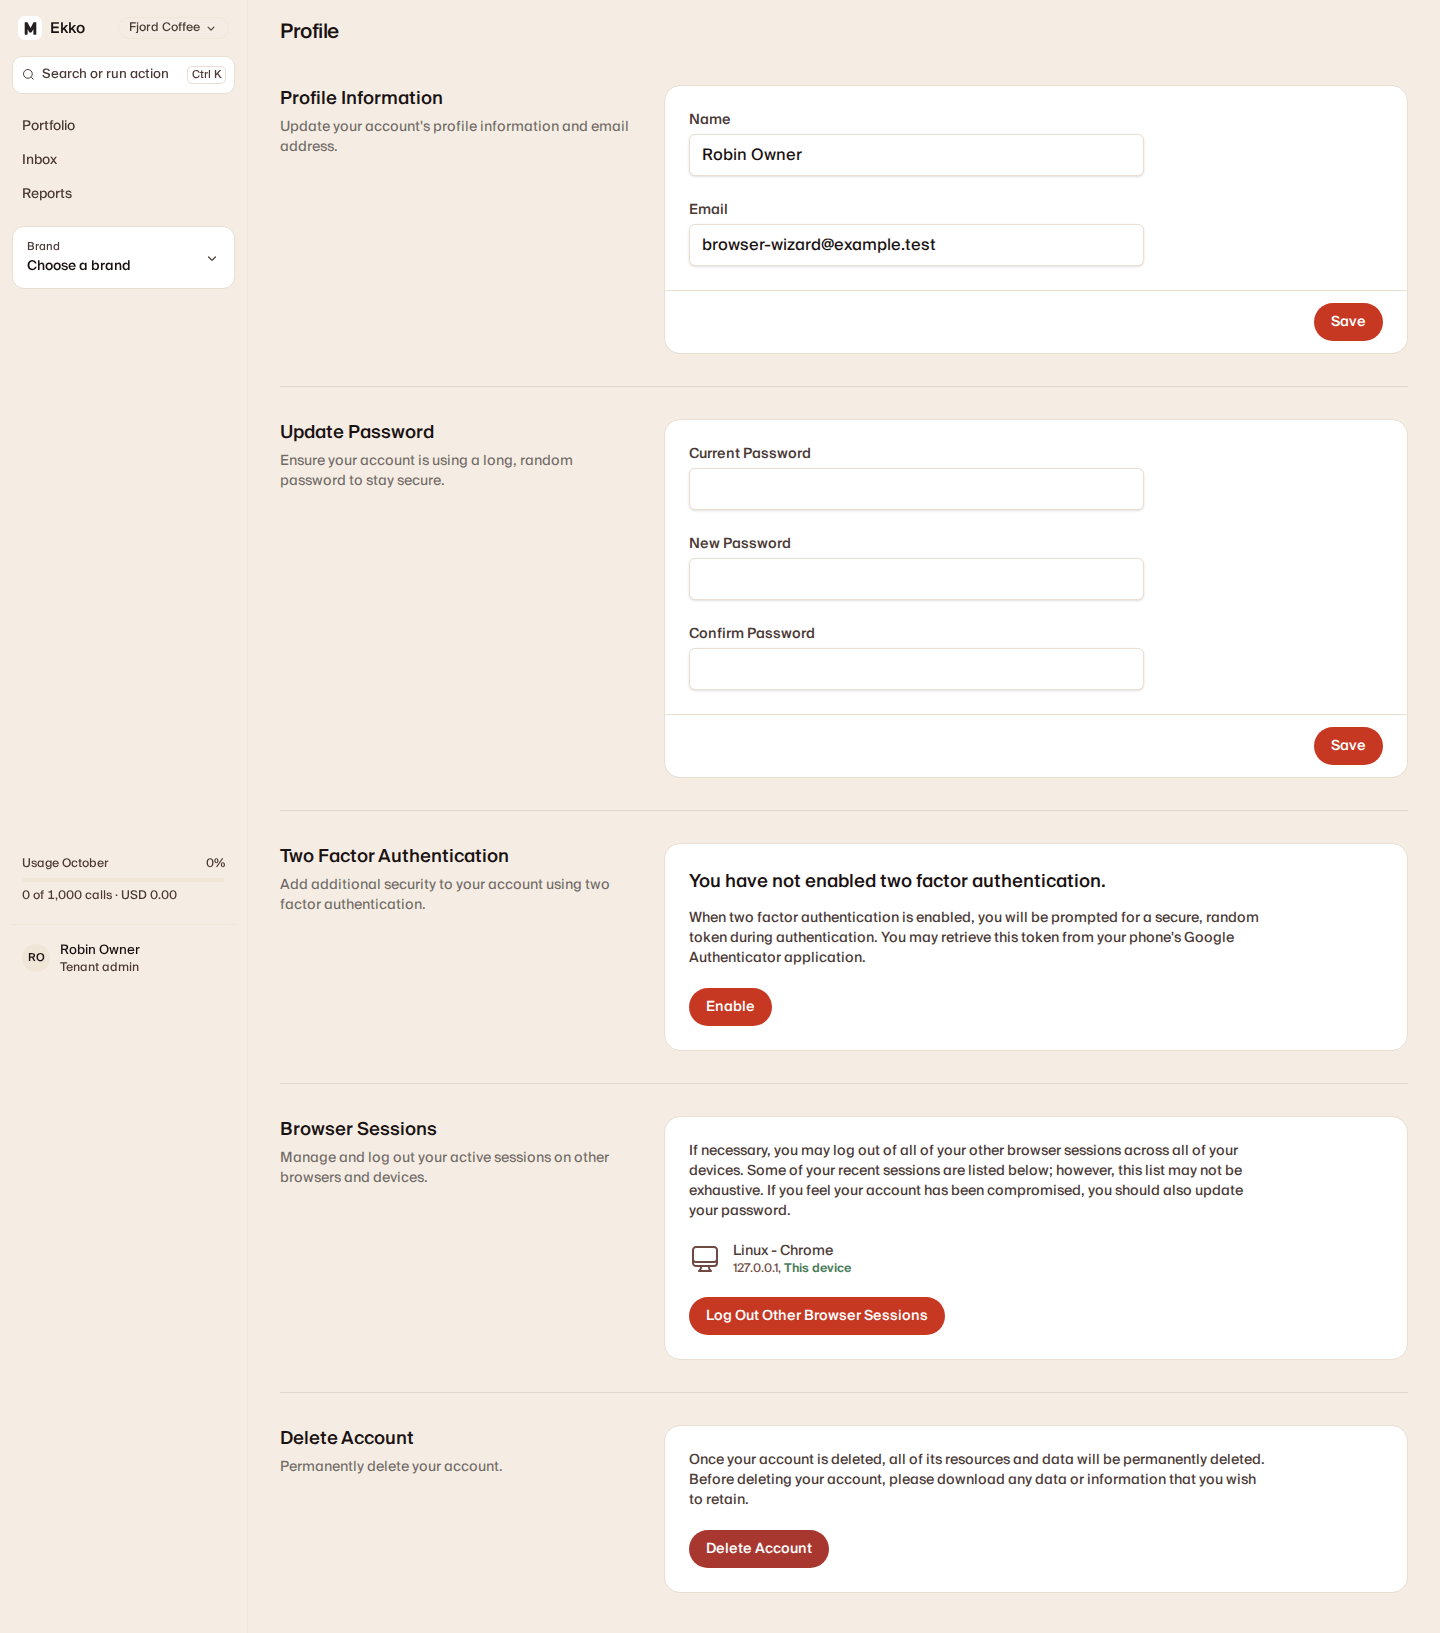 M Ekko
Fjord Coffee
Search or run action
Ctrl K
Portfolio
Inbox
Reports
Brand
Choose a brand
Usage October 0%
0 of 1,000 calls · USD 0.00
RO
Robin Owner
Tenant admin
Profile
Profile Information
Update your account's profile information and email
address.
Name
Robin Owner
Email
browser-wizard@example.test
Save
Update Password
Ensure your account is using a long, random
password to stay secure.
Current Password
New Password
Confirm Password
Save
Two Factor Authentication
Add additional security to your account using two
factor authentication.
You have not enabled two factor authentication.
When two factor authentication is enabled, you will be prompted for a secure, random
token during authentication. You may retrieve this token from your phone's Google
Authenticator application.
Enable
Browser Sessions
Manage and log out your active sessions on other
browsers and devices.
If necessary, you may log out of all of your other browser sessions across all of your
devices. Some of your recent sessions are listed below; however, this list may not be
exhaustive. If you feel your account has been compromised, you should also update
your password.
Linux - Chrome
127.0.0.1, This device
Log Out Other Browser Sessions
Delete Account
Permanently delete your account.
Once your account is deleted, all of its resources and data will be permanently deleted.
Before deleting your account, please download any data or information that you wish
to retain.
Delete Account